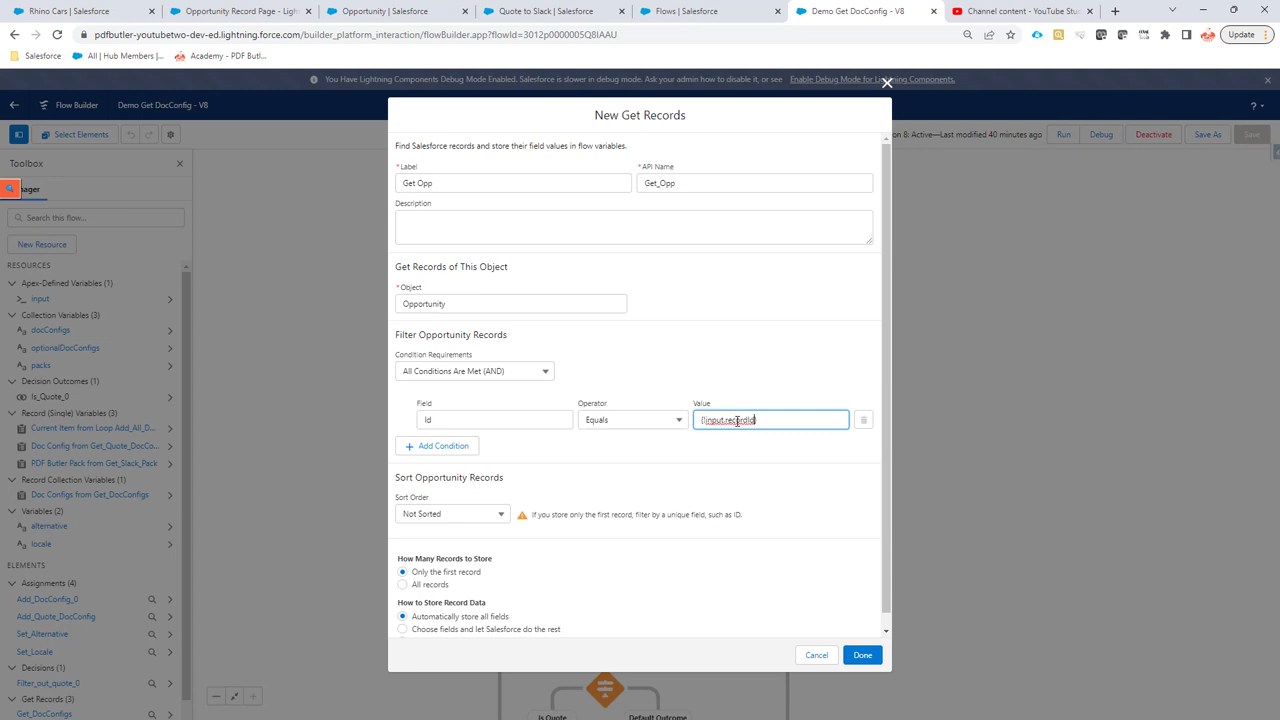 Rhino Cars | Salesforce
Opportunity Record Page - Light
Opportunity | Salesforce
Quote to Slack | Salesforce
Flows | Salesforce
Demo Get DocConfig - V8
Channel content - YouTube Stu
pdfbutler-youtubetwo-dev-ed.lightning.force.com/builder_platform_interaction/flowBuilder.app?flowId=3012p0000005Q8IAAU
Update
Salesforce
All | Hub Members |...
Academy - PDF Butl...
You Have Lightning Components Debug Mode Enabled. Salesforce is slower in debug mode. Ask your admin how to disable it, or see Enable Debug Mode for Lightning Components.
Flow Builder
Demo Get DocConfig - V8
?
Select Elements
on 8: Active—Last modified 40 minutes ago
Run
Debug
Deactivate
Save As
Save
Toolbox
nager
Search this flow...
New Resource
RESOURCES
Apex-Defined Variables (1)
input
Collection Variables (3)
docConfigs
optionalDocConfigs
packs
Decision Outcomes (1)
Is_Quote_0
Record (Single) Variables (3)
Current Item from Loop Add_All_D...
Doc Config from Get_Quote_DocCo...
PDF Butler Pack from Get_Slack_Pack
Record Collection Variables (1)
Doc Configs from Get_DocConfigs
Variables (2)
alternative
locale
ELEMENTS
Assignments (4)
Add_DocConfig_0
Add_Quote_DocConfig
Set_Alternative
Set_Locale
Decisions (1)
Filter_out_quote_0
Get Records (3)
Get_DocConfigs
New Get Records
Find Salesforce records and store their field values in flow variables.
* Label
* API Name
Get Opp
Get_Opp
Description
Get Records of This Object
* Object
Opportunity
Filter Opportunity Records
Condition Requirements
All Conditions Are Met (AND)
Field
Operator
Value
Id
Equals
{!input.recordId}
+ Add Condition
Sort Opportunity Records
Sort Order
Not Sorted
If you store only the first record, filter by a unique field, such as ID.
How Many Records to Store
Only the first record
All records
How to Store Record Data
Automatically store all fields
Choose fields and let Salesforce do the rest
Cancel
Done
Is Quote
Default Outcome